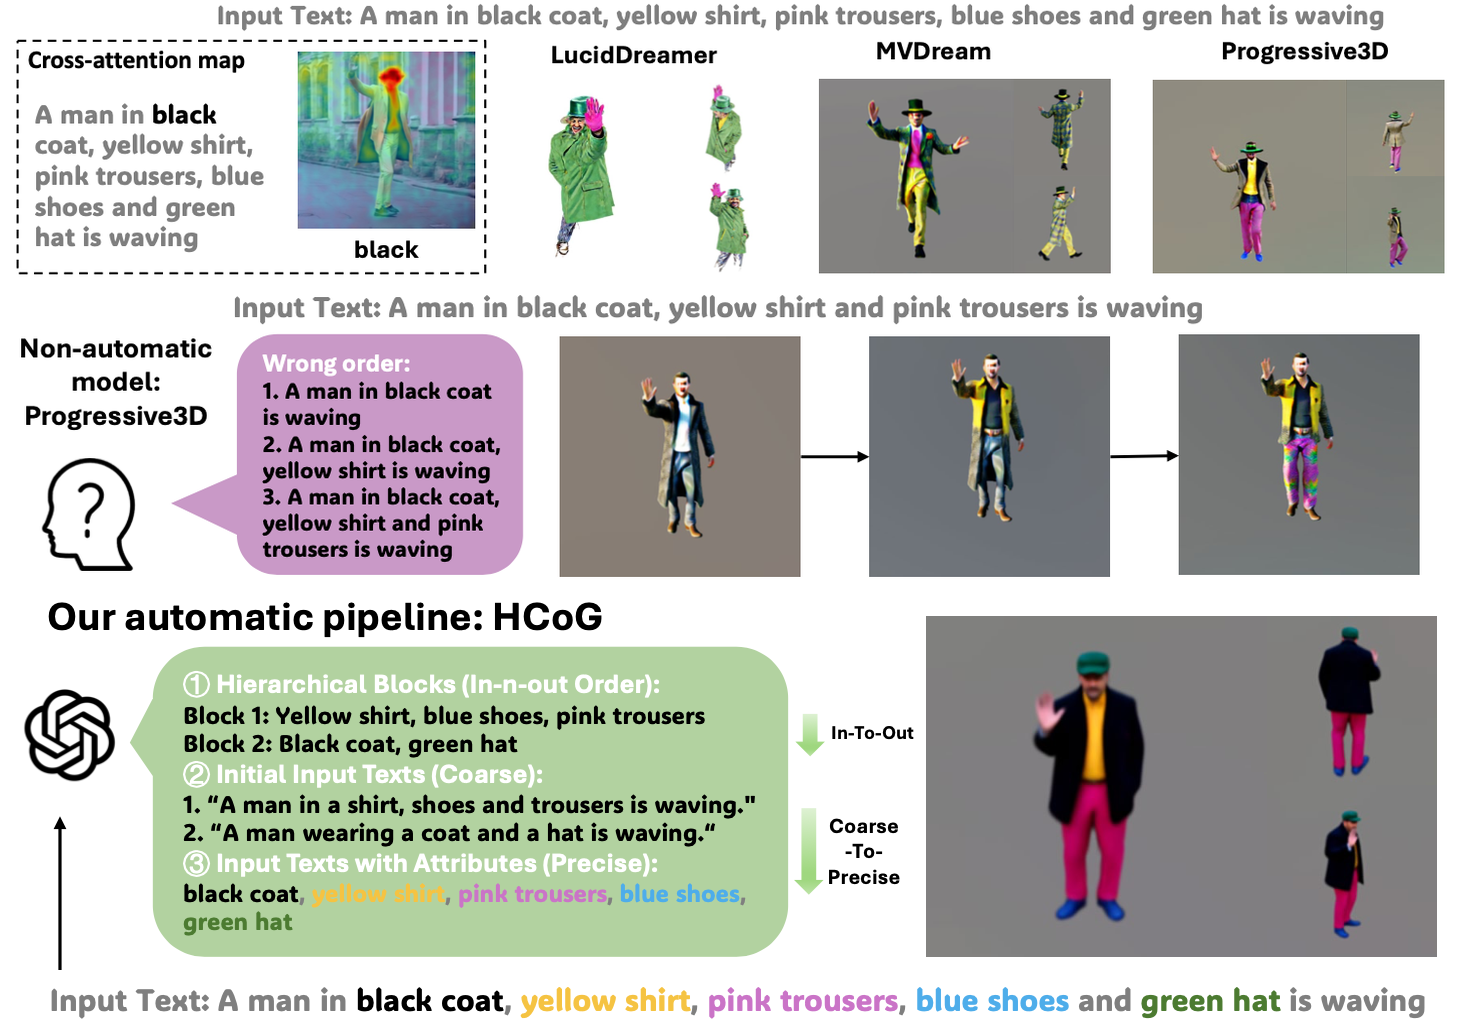 Input Text: A man in black coat, yellow shirt, pink trousers, blue shoes and green hat is waving
Cross-attention map
A man in black
coat, yellow shirt,
pink trousers, blue
shoes and green
hat is waving
black
LucidDreamer
MVDream
Progressive3D
Input Text: A man in black coat, yellow shirt and pink trousers is waving
Non-automatic
model:
Progressive3D
?
Wrong order:
1. A man in black coat
is waving
2. A man in black coat,
yellow shirt is waving
3. A man in black coat,
yellow shirt and pink
trousers is waving
Our automatic pipeline: HCoG
① Hierarchical Blocks (In-n-out Order):
Block 1: Yellow shirt, blue shoes, pink trousers
Block 2: Black coat, green hat
② Initial Input Texts (Coarse):
1. “A man in a shirt, shoes and trousers is waving."
2. “A man wearing a coat and a hat is waving.“
③ Input Texts with Attributes (Precise):
black coat, yellow shirt, pink trousers, blue shoes,
green hat
In-To-Out
Coarse
-To-
Precise
Input Text: A man in black coat, yellow shirt, pink trousers, blue shoes and green hat is waving